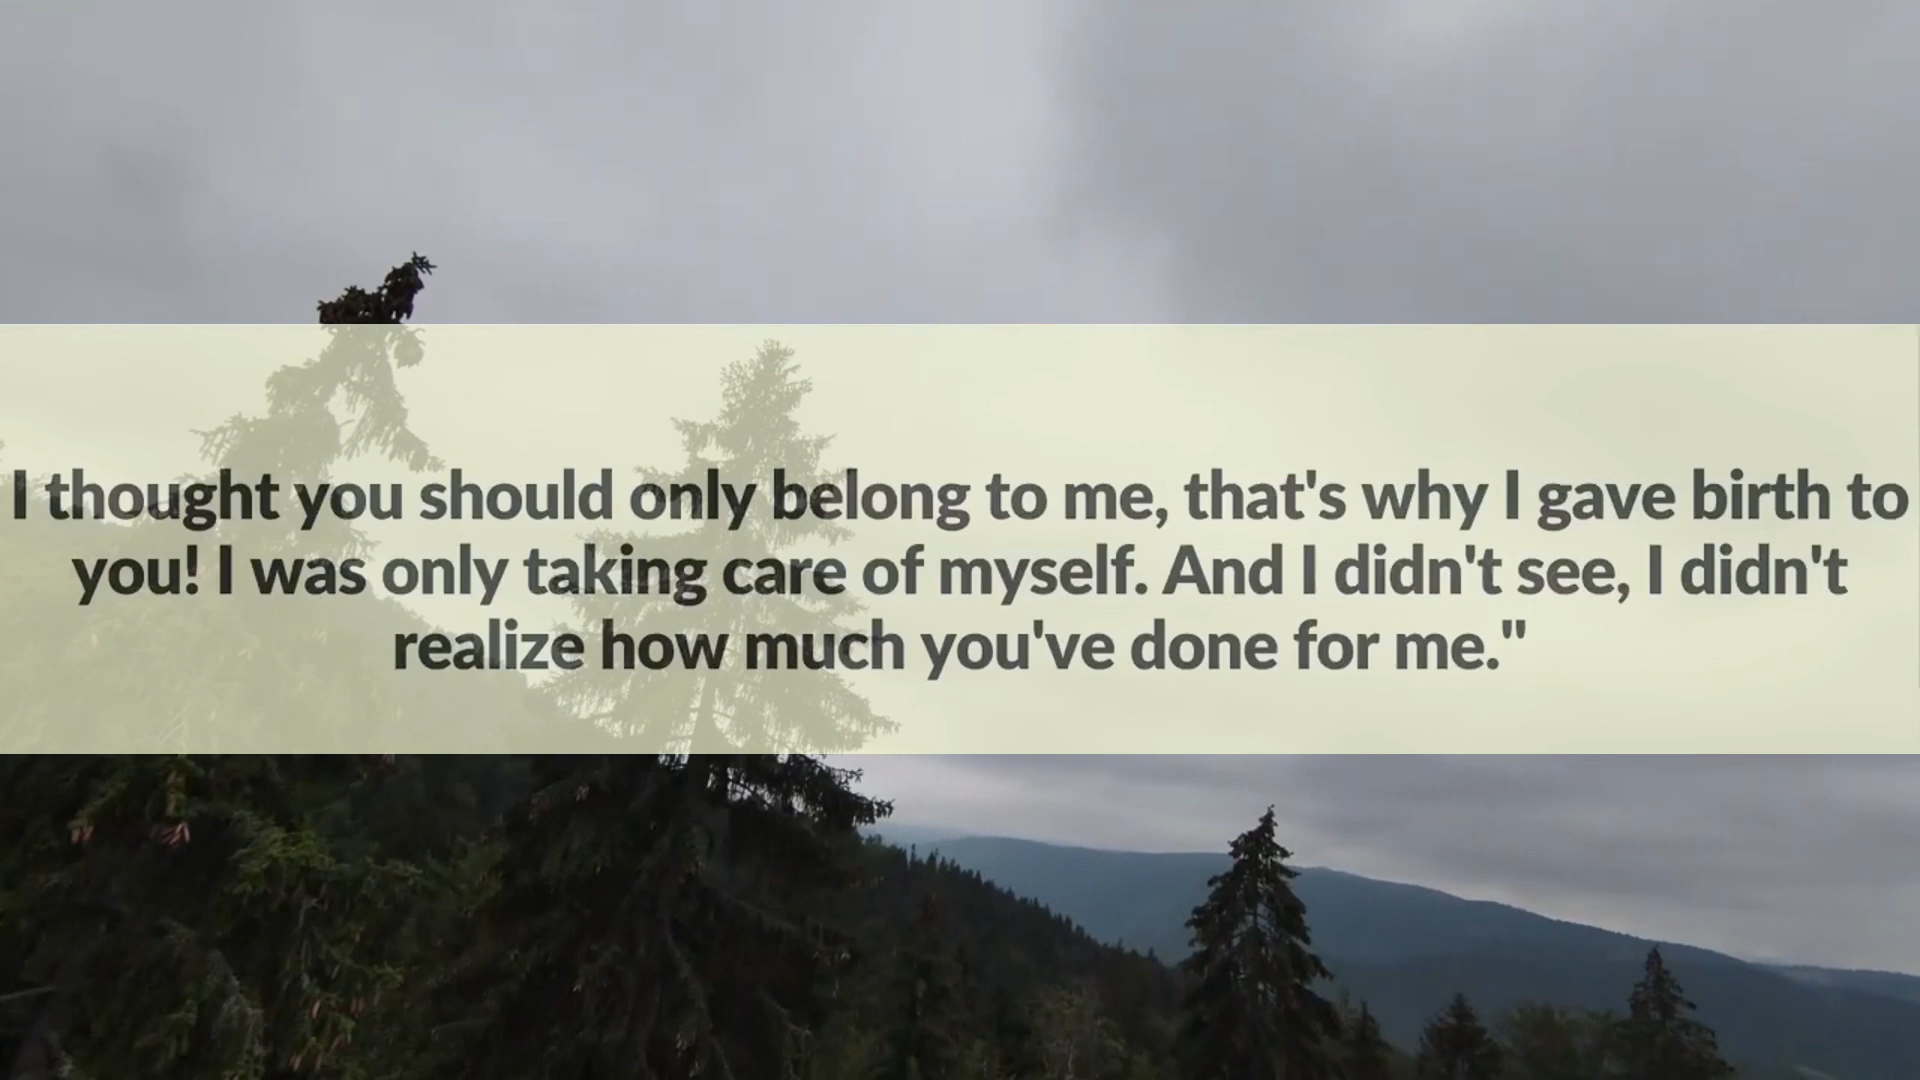 I thought you should only belong to me, that's why I gave birth to
you! I was only taking care of myself. And I didn't see, I didn't
realize how much you've done for me."